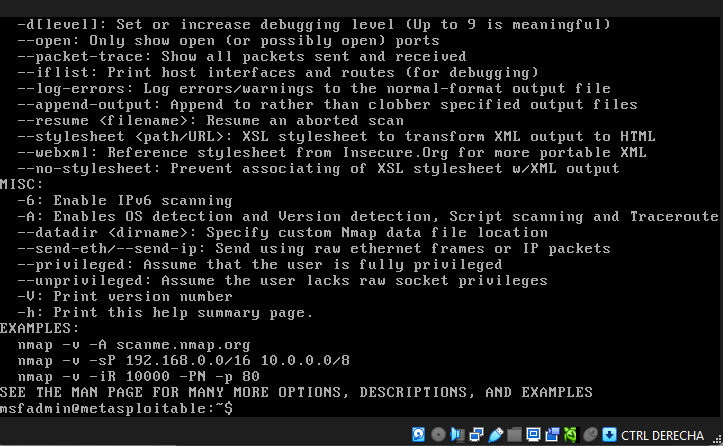 -d[level]: Set or increase debugging level (Up to 9 is meaningful)
--open: Only show open (or possibly open) ports
--packet-trace: Show all packets sent and received
--iflist: Print host interfaces and routes (for debugging)
--log-errors: Log errors/warnings to the normal-format output file
--append-output: Append to rather than clobber specified output files
--resume <filename>: Resume an aborted scan
--stylesheet <path/URL>: XSL stylesheet to transform XML output to HTML
--webxml: Reference stylesheet from Insecure.Org for more portable XML
--no-stylesheet: Prevent associating of XSL stylesheet w/XML output
MISC:
-6: Enable IPv6 scanning
-A: Enables OS detection and Version detection, Script scanning and Traceroute
--datadir <dirname>: Specify custom Nmap data file location
--send-eth/--send-ip: Send using raw ethernet frames or IP packets
--privileged: Assume that the user is fully privileged
--unprivileged: Assume the user lacks raw socket privileges
-V: Print version number
-h: Print this help summary page.
EXAMPLES:
nmap -v -A scanme.nmap.org
nmap -v -sP 192.168.0.0/16 10.0.0.0/8
nmap -v -iR 10000 -PN -p 80
SEE THE MAN PAGE FOR MANY MORE OPTIONS, DESCRIPTIONS, AND EXAMPLES
msfadmin@metasploitable:~$
CTRL DERECHA